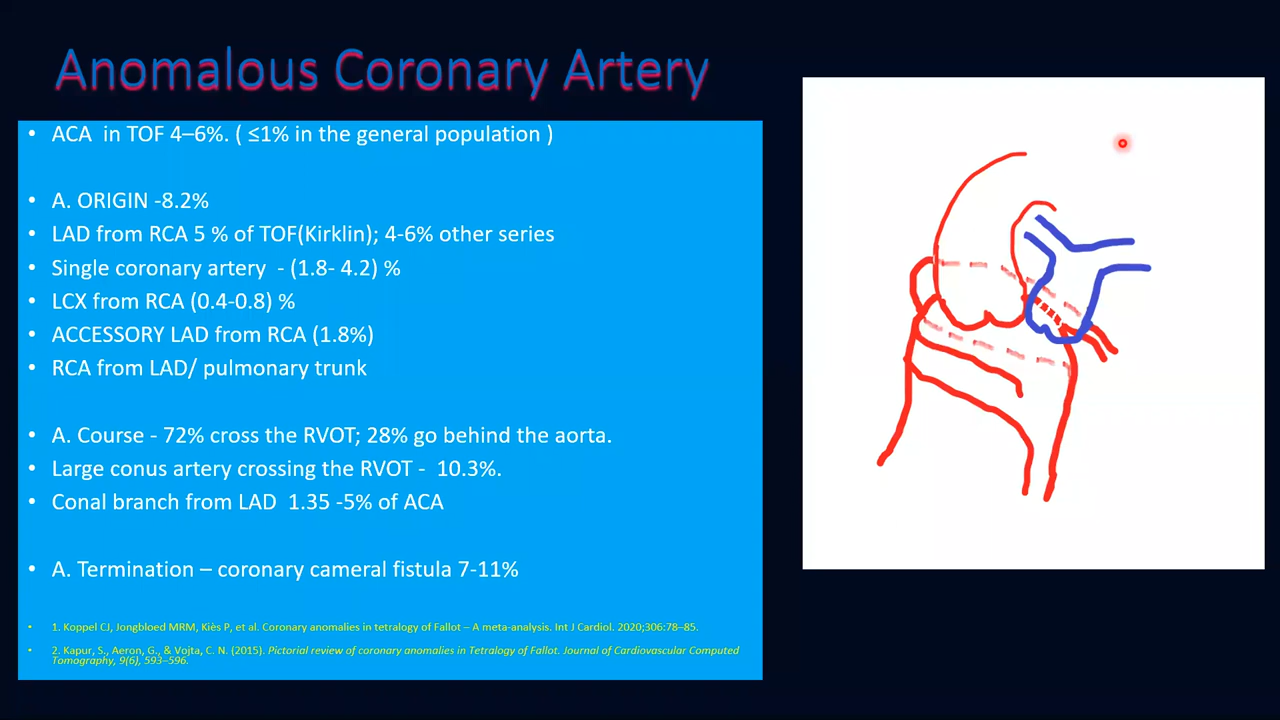 Anomalous Coronary Artery
• ACA in TOF 4–6%. ( ≤1% in the general population )
• A. ORIGIN -8.2%
• LAD from RCA 5 % of TOF(Kirklin); 4-6% other series
• Single coronary artery - (1.8- 4.2) %
• LCX from RCA (0.4-0.8) %
• ACCESSORY LAD from RCA (1.8%)
• RCA from LAD/ pulmonary trunk
• A. Course - 72% cross the RVOT; 28% go behind the aorta.
• Large conus artery crossing the RVOT - 10.3%.
• Conal branch from LAD 1.35 -5% of ACA
• A. Termination – coronary cameral fistula 7-11%
• 1. Koppel CJ, Jongbloed MRM, Kiès P, et al. Coronary anomalies in tetralogy of Fallot – A meta-analysis. Int J Cardiol. 2020;306:78–85.
• 2. Kapur, S., Aeron, G., & Vojta, C. N. (2015). Pictorial review of coronary anomalies in Tetralogy of Fallot. Journal of Cardiovascular Computed
Tomography, 9(6), 593–596.